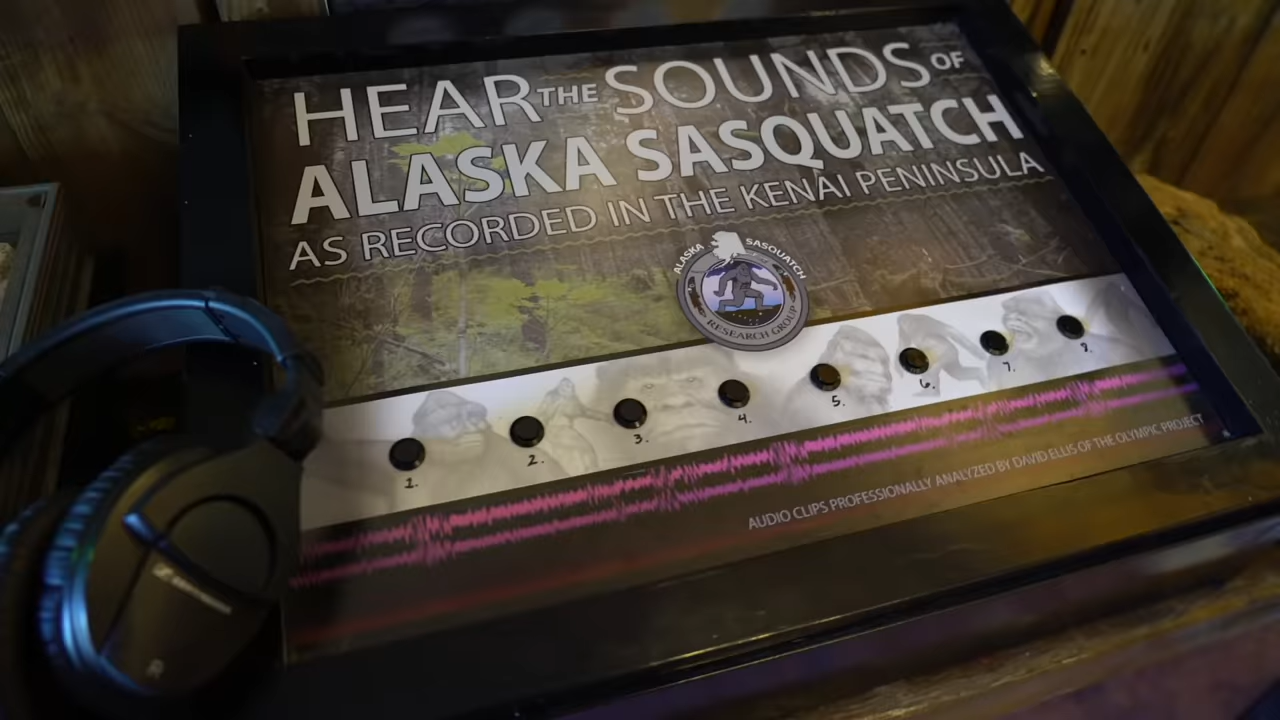 HEAR THE SOUNDS OF
ALASKA SASQUATCH
AS RECORDED IN THE KENAI PENINSULA
ALASKA SASQUATCH
RESEARCH GROUP
1.
2.
3.
4.
5.
6.
7.
8.
AUDIO CLIPS PROFESSIONALLY ANALYZED BY DAVID ELLIS OF THE OLYMPIC PROJECT
R